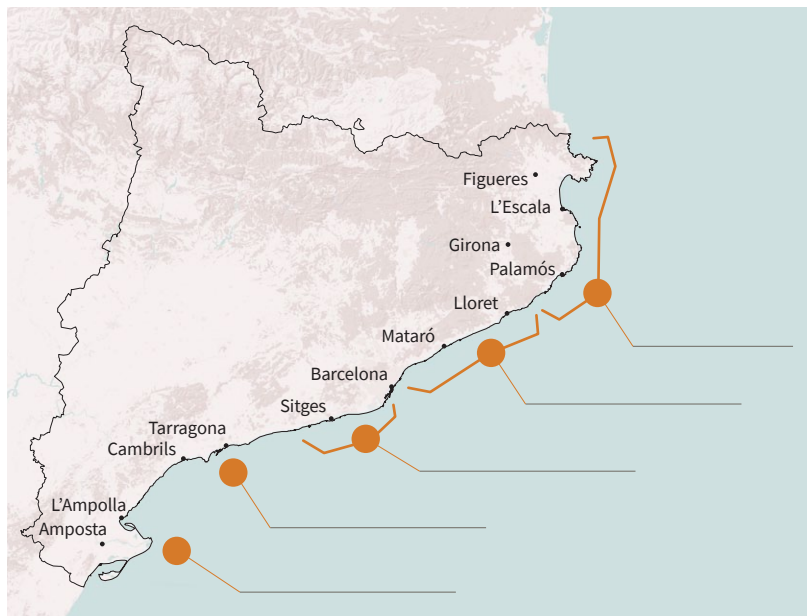 Figueres
L'Escala
Girona
Palamós
Lloret
Mataró
Barcelona
Sitges
Tarragona
Cambrils
L'Ampolla
Amposta